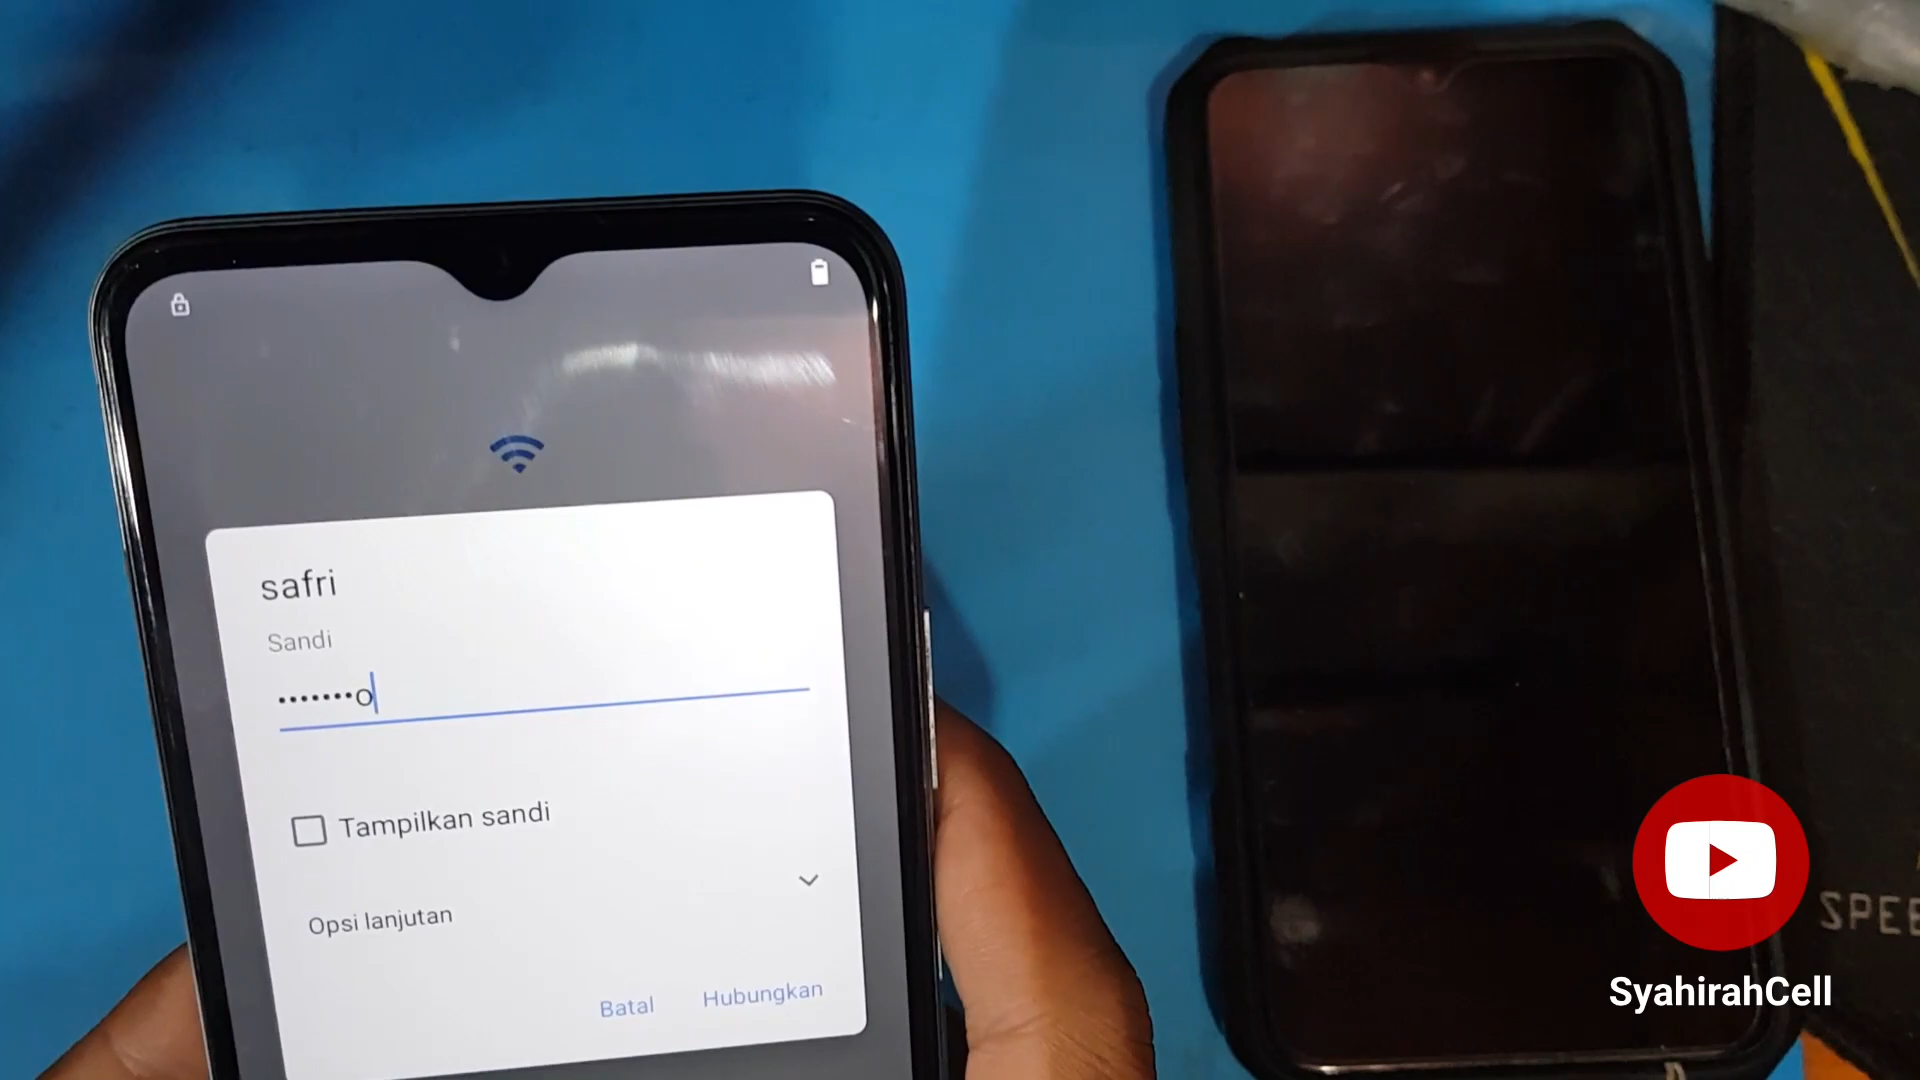 safri
Sandi
•••••••o
Tampilkan sandi
Opsi lanjutan
Batal
Hubungkan
SPEE
SyahirahCell